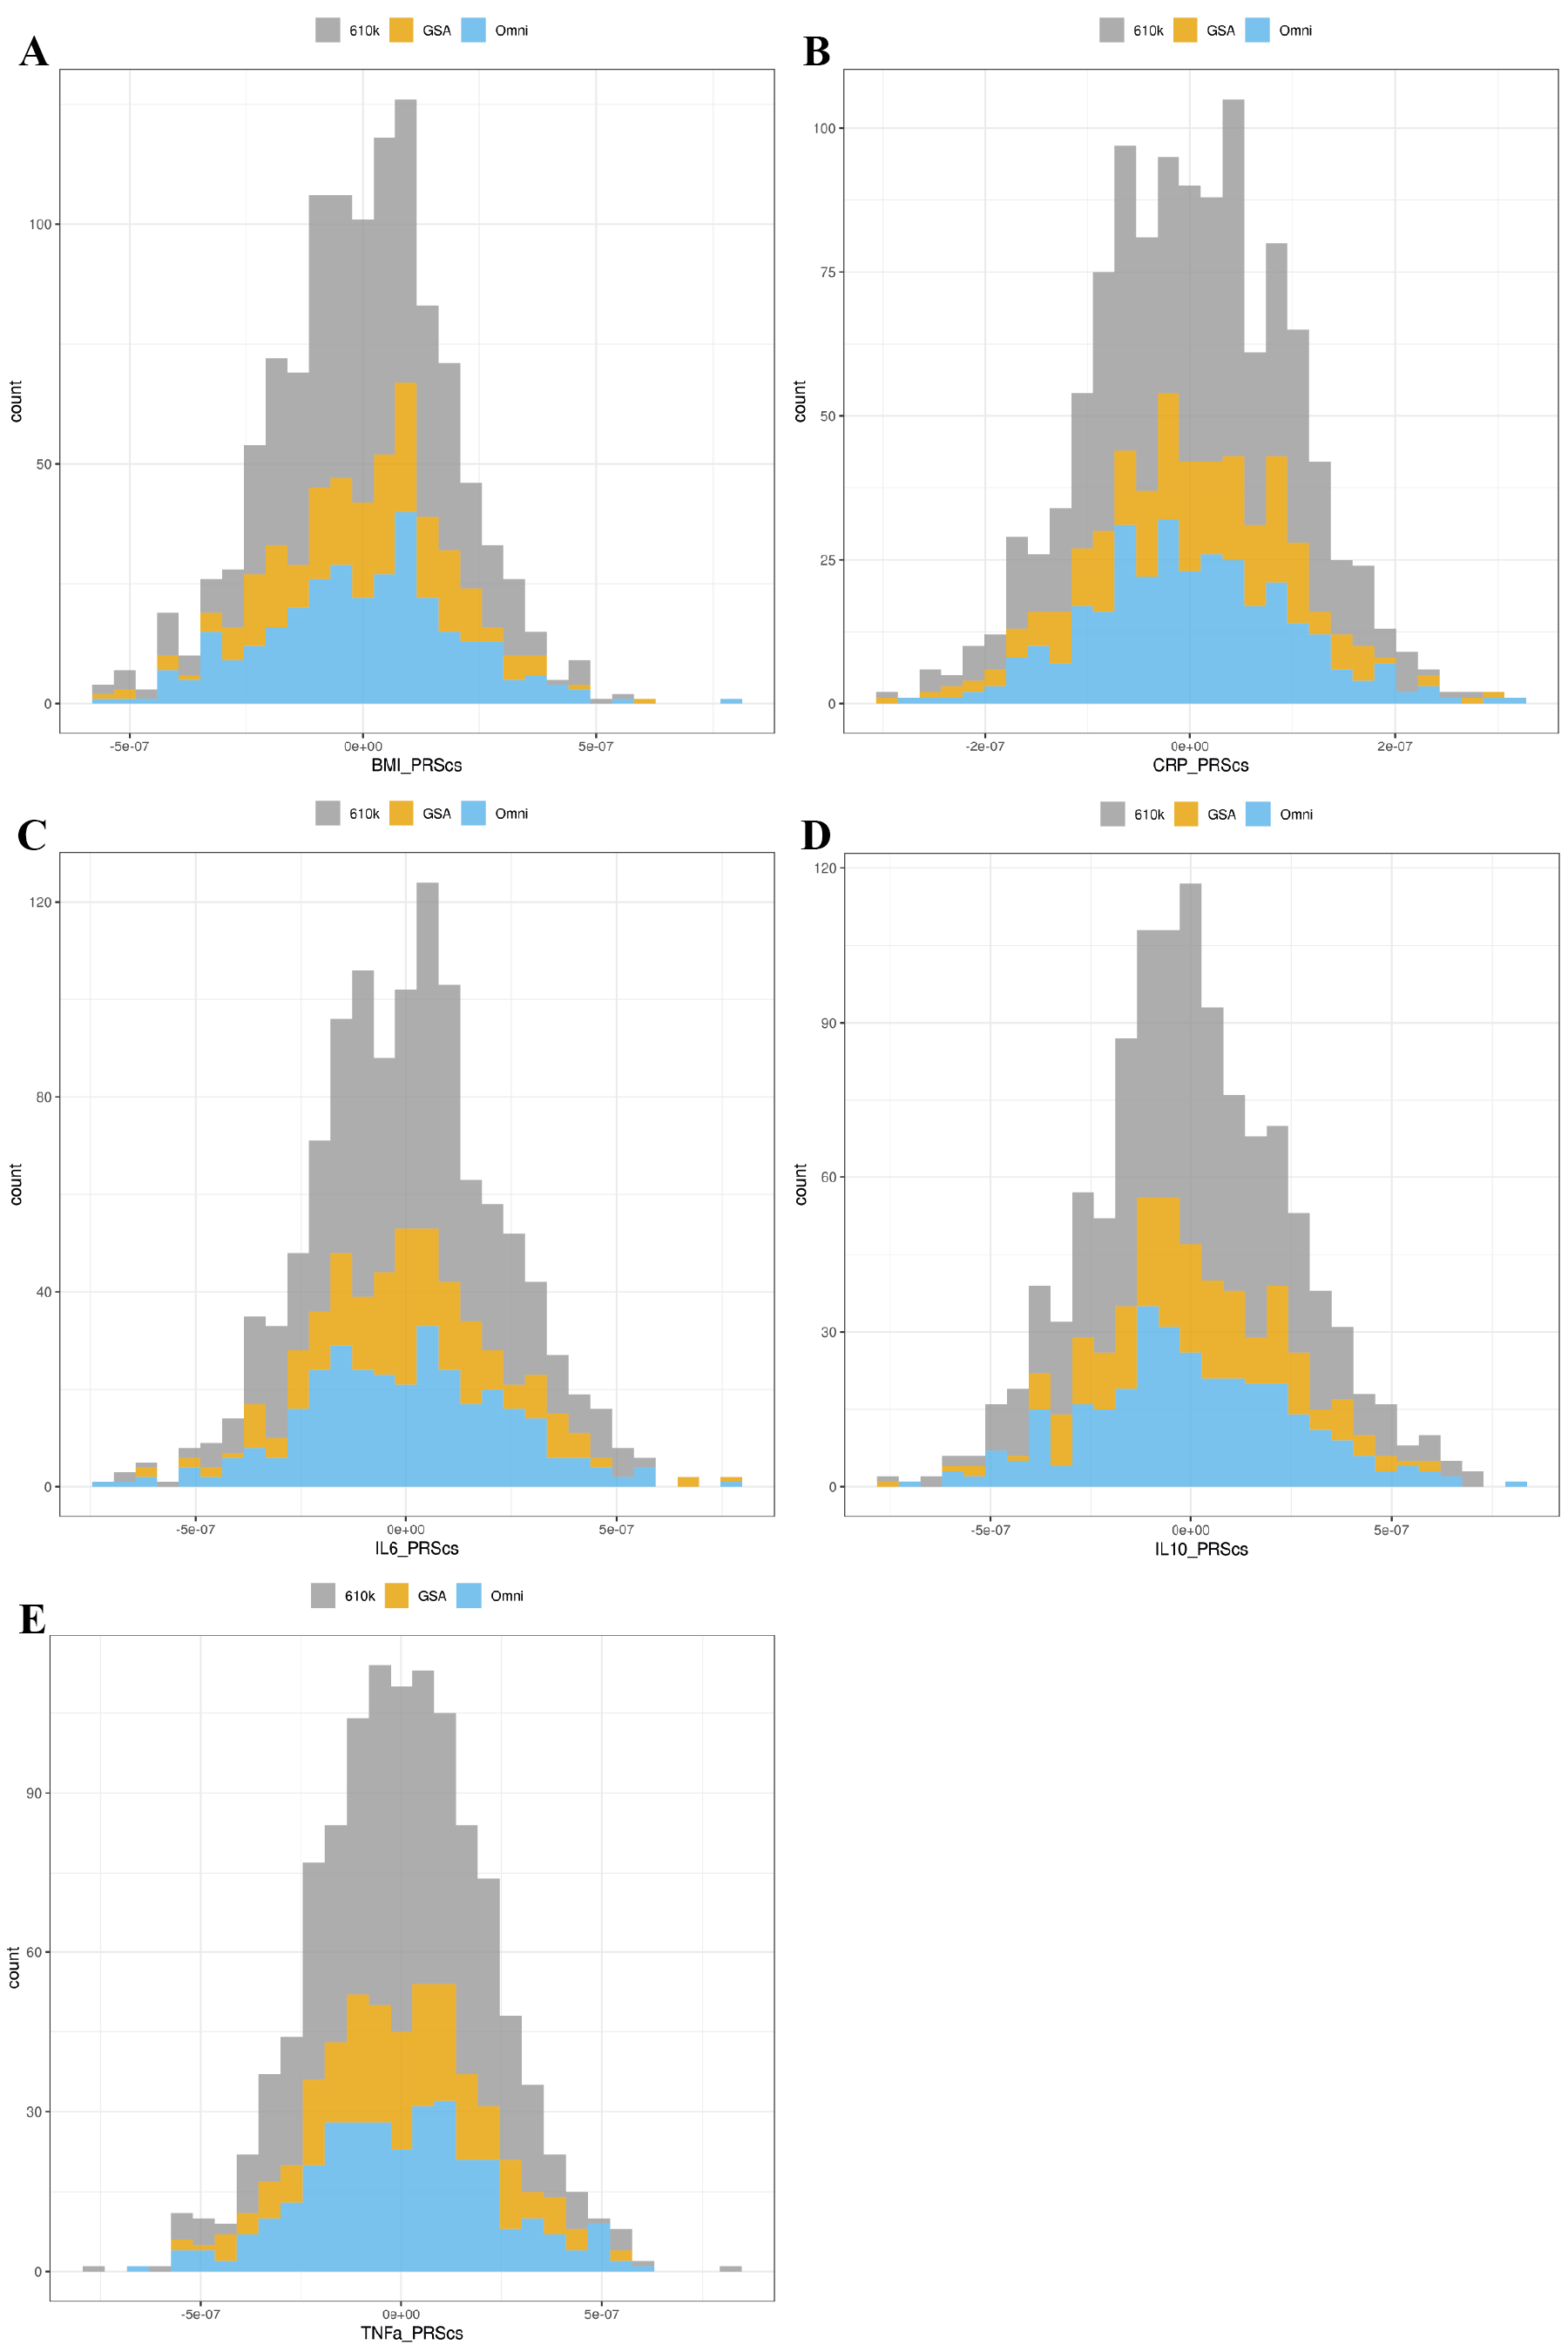 A
610k GSA Omni
100
50
0
count
-5e-07 0e+00 5e-07
BMI_PRScs
B
610k GSA Omni
100
75
50
25
0
count
-2e-07 0e+00 2e-07
CRP_PRScs
C
610k GSA Omni
120
80
40
0
count
-5e-07 0e+00 5e-07
IL6_PRScs
D
610k GSA Omni
120
90
60
30
0
count
-5e-07 0e+00 5e-07
IL10_PRScs
E
610k GSA Omni
90
60
30
0
count
-5e-07 0e+00 5e-07
TNFa_PRScs